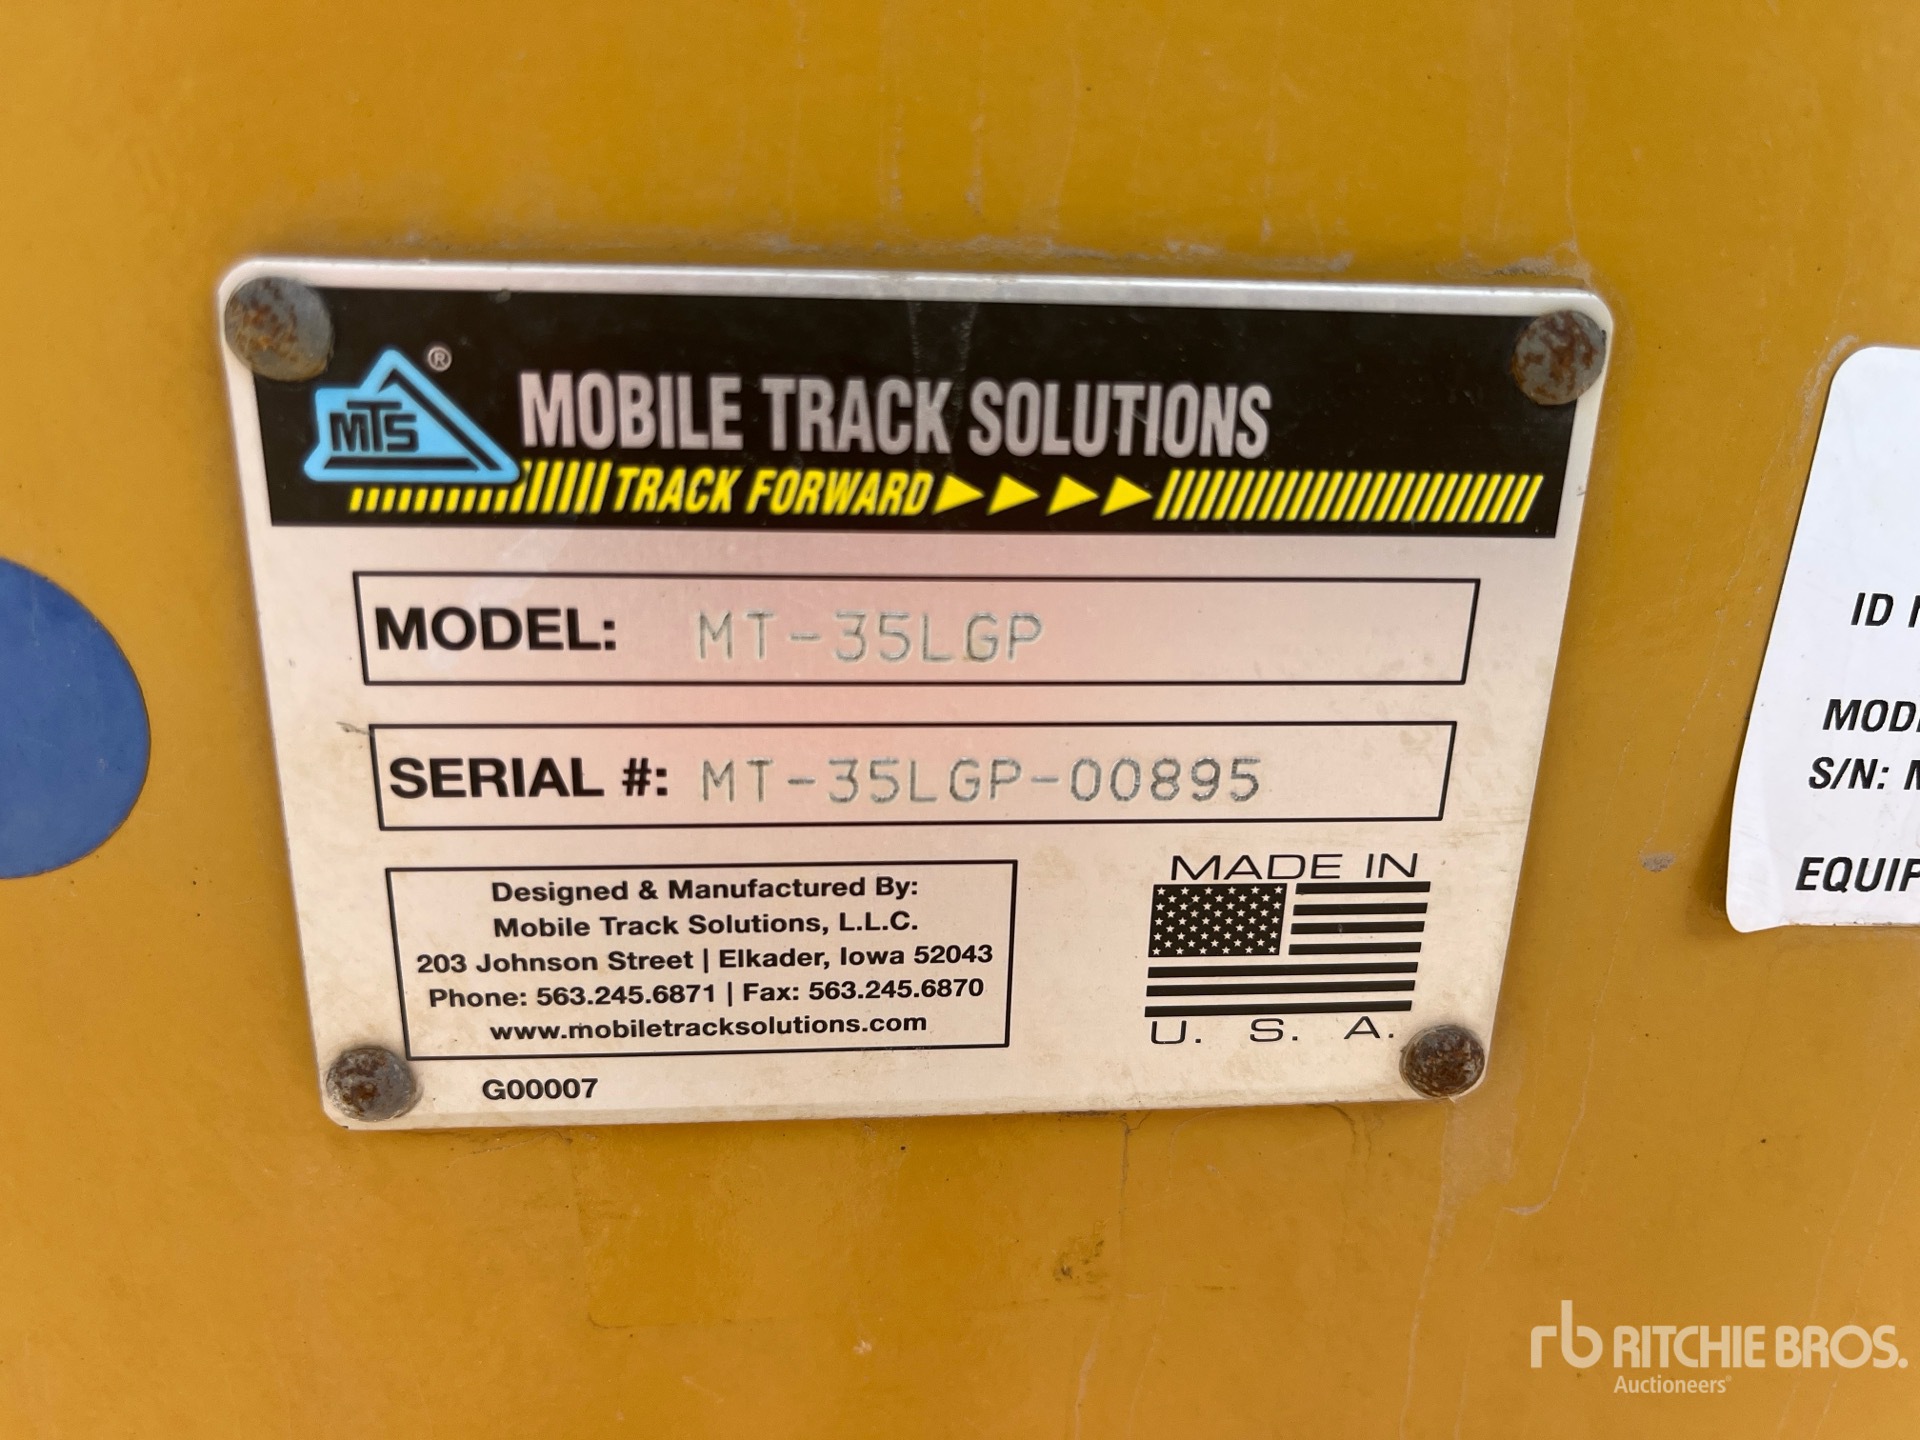 MTS ®
MOBILE TRACK SOLUTIONS
TRACK FORWARD
MODEL: MT-35LGP
SERIAL #: MT-35LGP-00895
Designed & Manufactured By:
Mobile Track Solutions, L.L.C.
203 Johnson Street | Elkader, Iowa 52043
Phone: 563.245.6871 | Fax: 563.245.6870
www.mobiletracksolutions.com
G00007
MADE IN
U. S. A.
ID
S/N:
rb RITCHIE BROS.
Auctioneers